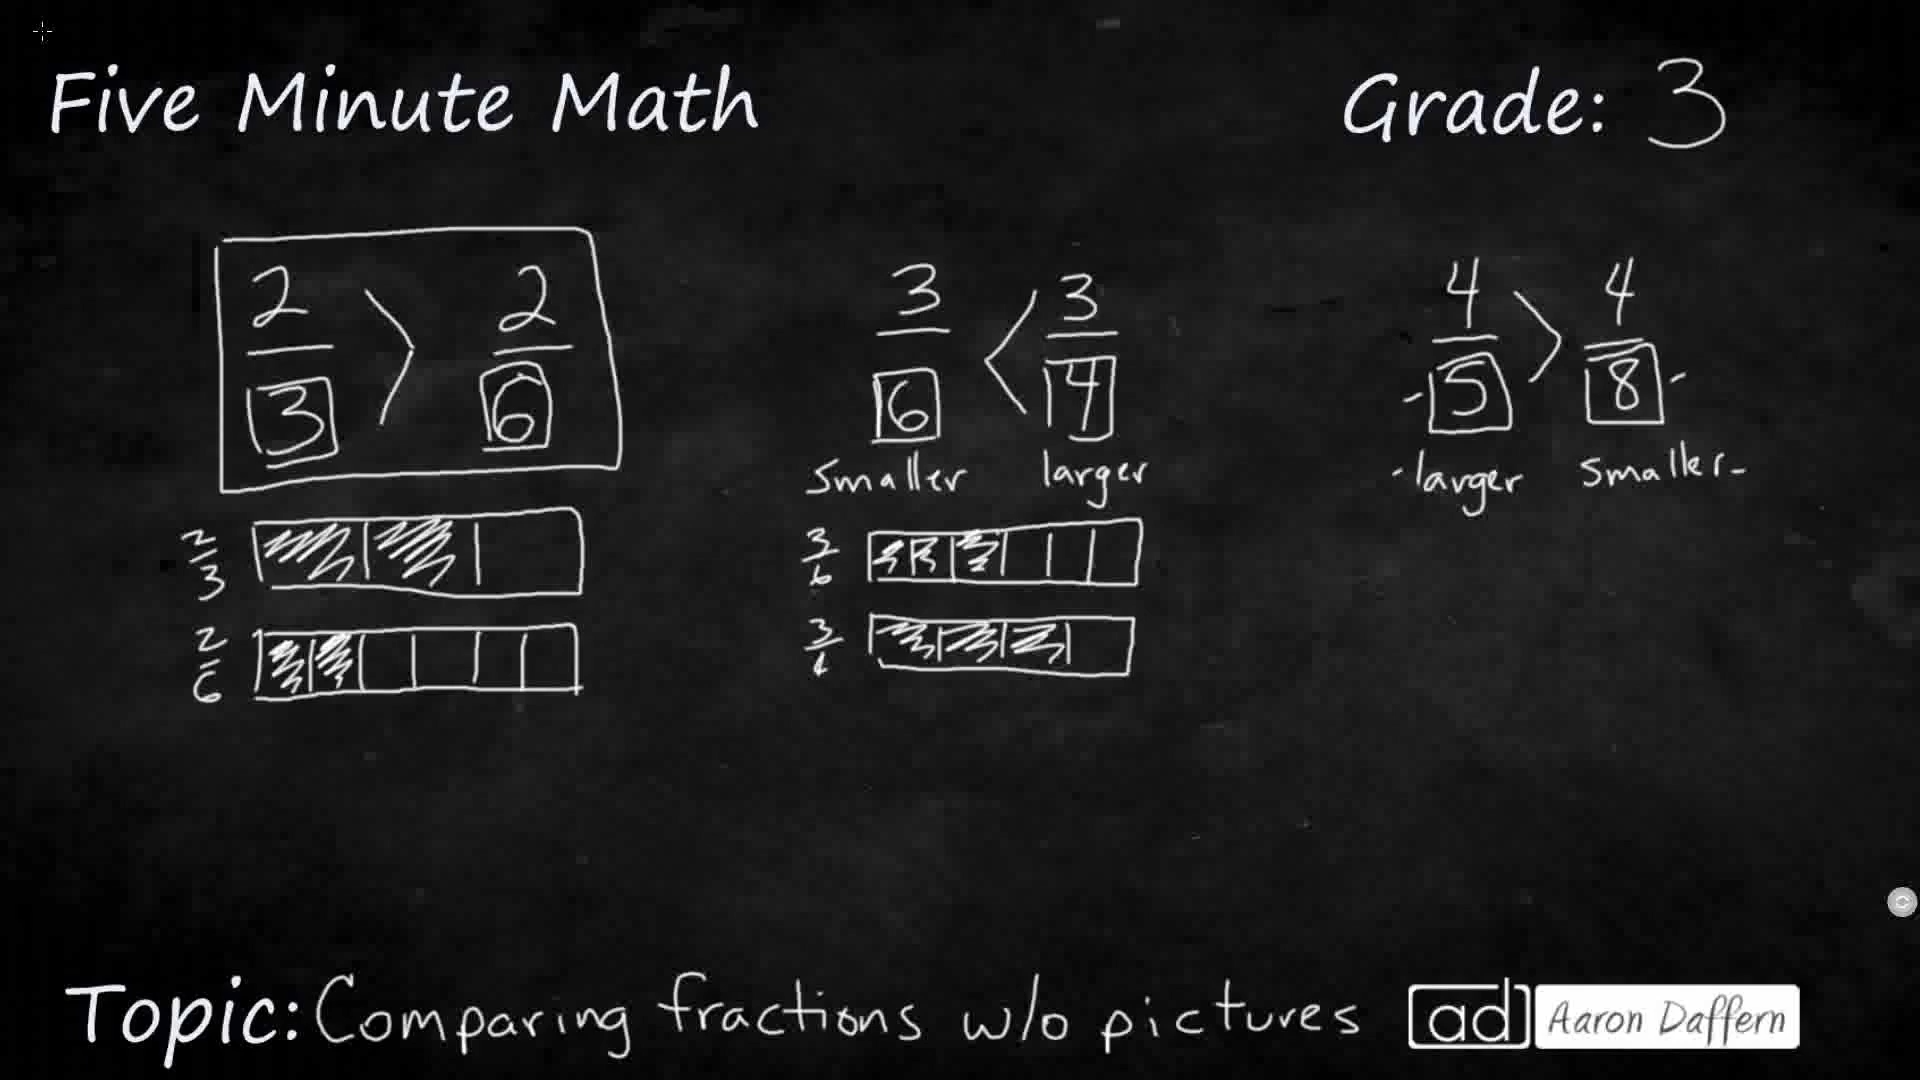 Five Minute Math
Grade: 3
2/3 > 2/6
3/6 < 3/4
4/5 > 4/8
smaller larger
-larger smaller-
2/3
2/6
3/6
3/4
Topic: Comparing fractions w/o pictures
ad Aaron Daffern